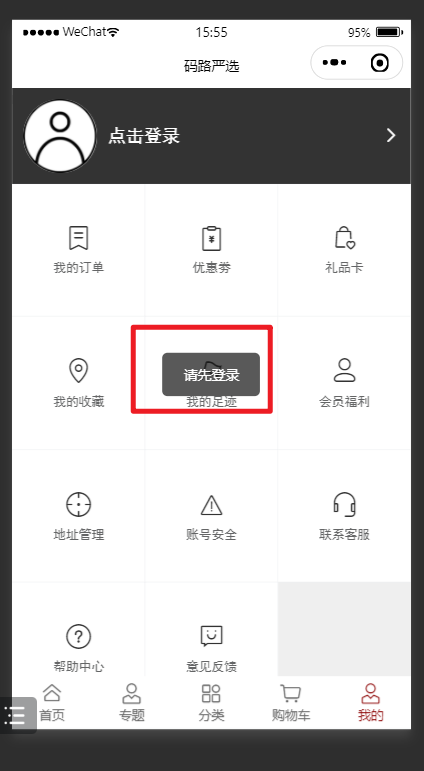 WeChat 15:55 95%
码路严选
点击登录
我的订单 优惠劵 礼品卡
请先登录
我的收藏 我的足迹 会员福利
地址管理 账号安全 联系客服
帮助中心 意见反馈
首页 专题 分类 购物车 我的